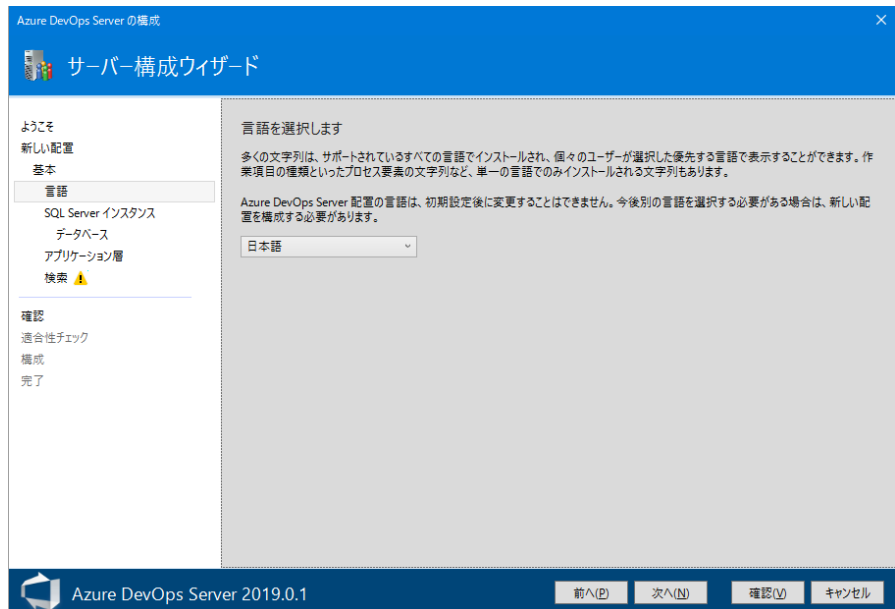 Azure DevOps Server の構成
サーバー構成ウィザード
ようこそ
新しい配置
基本
言語
SQL Server インスタンス
データベース
アプリケーション層
検索
確認
適合性チェック
構成
完了
言語を選択します
多くの文字列は、サポートされているすべての言語でインストールされ、個々のユーザーが選択した優先する言語で表示することができます。作
業項目の種類といったプロセス要素の文字列など、単一の言語でのみインストールされる文字列もあります。
Azure DevOps Server 配置の言語は、初期設定後に変更することはできません。今後別の言語を選択する必要がある場合は、新しい配
置を構成する必要があります。
日本語
Azure DevOps Server 2019.0.1
前へ(P)
次へ(N)
確認(V)
キャンセル